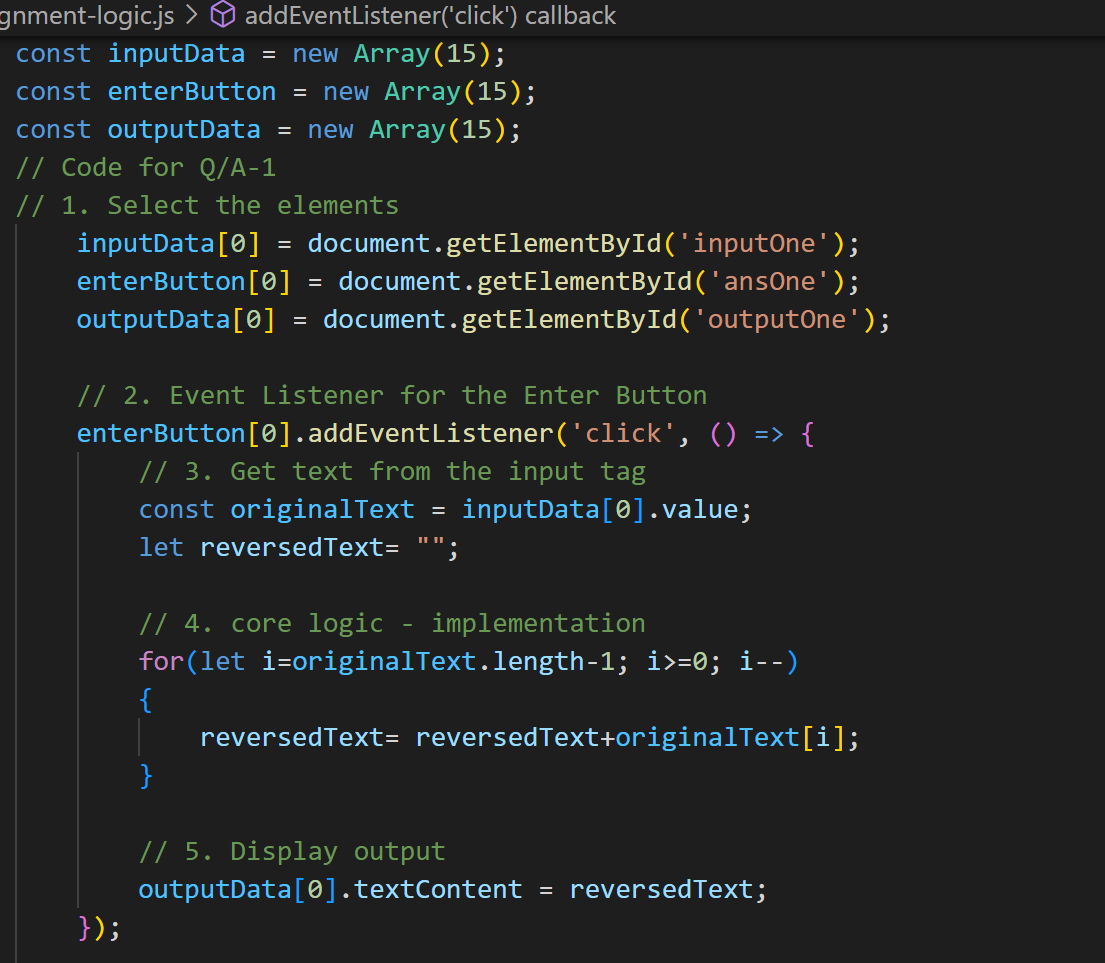 gnment-logic.js > addEventListener('click') callback
const inputData = new Array(15);
const enterButton = new Array(15);
const outputData = new Array(15);
// Code for Q/A-1
// 1. Select the elements
inputData[0] = document.getElementById('inputOne');
enterButton[0] = document.getElementById('ansOne');
outputData[0] = document.getElementById('outputOne');
// 2. Event Listener for the Enter Button
enterButton[0].addEventListener('click', () => {
// 3. Get text from the input tag
const originalText = inputData[0].value;
let reversedText= "";
// 4. core logic - implementation
for(let i=originalText.length-1; i>=0; i--)
{
reversedText= reversedText+originalText[i];
}
// 5. Display output
outputData[0].textContent = reversedText;
});